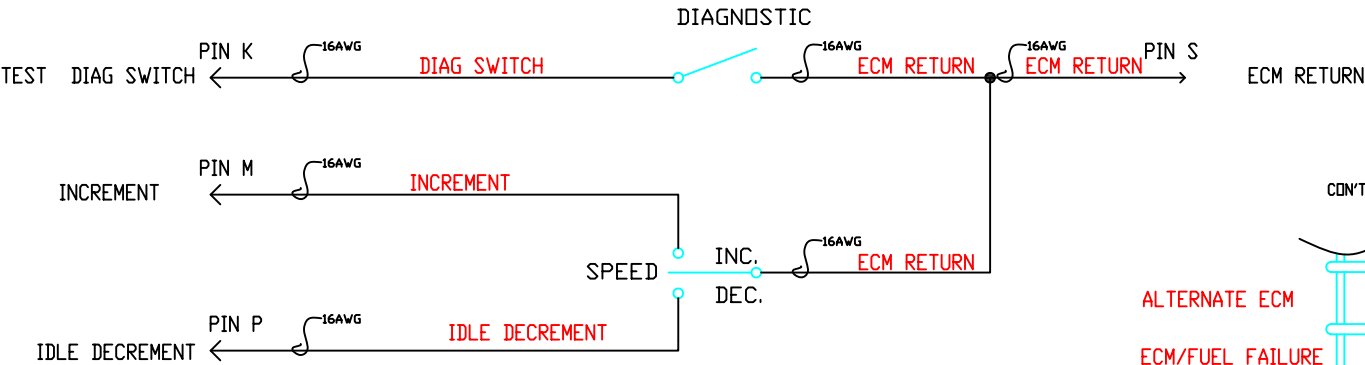 DIAGNOSTIC
PIN K 16AWG 16AWG 16AWG PIN S
TEST DIAG SWITCH DIAG SWITCH ECM RETURN ECM RETURN ECM RETURN
PIN M 16AWG
INCREMENT INCREMENT CON'T
16AWG
SPEED INC. ECM RETURN
DEC.
ALTERNATE ECM
PIN P 16AWG
IDLE DECREMENT IDLE DECREMENT
ECM/FUEL FAILURE